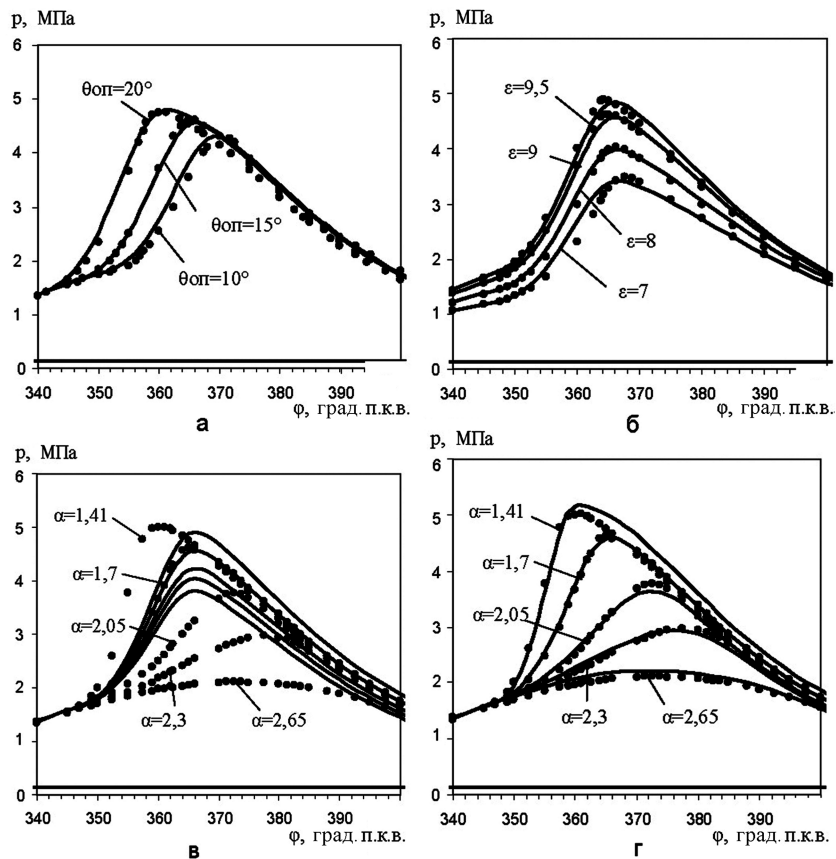 p, МПа
6
5
4
3
2
1
0
θоп=20°
θоп=15°
θоп=10°
340 350 360 370 380 390
φ, град. п.к.в.
а
p, МПа
6
5
4
3
2
1
0
ε=9,5
ε=9
ε=8
ε=7
340 350 360 370 380 390
φ, град. п.к.в.
б
p, МПа
6
5
4
3
2
1
0
α=1,41
α=1,7
α=2,05
α=2,3
α=2,65
340 350 360 370 380 390
φ, град. п.к.в.
в
p, МПа
6
5
4
3
2
1
0
α=1,41
α=1,7
α=2,05
α=2,3
α=2,65
340 350 360 370 380 390
φ, град. п.к.в.
г